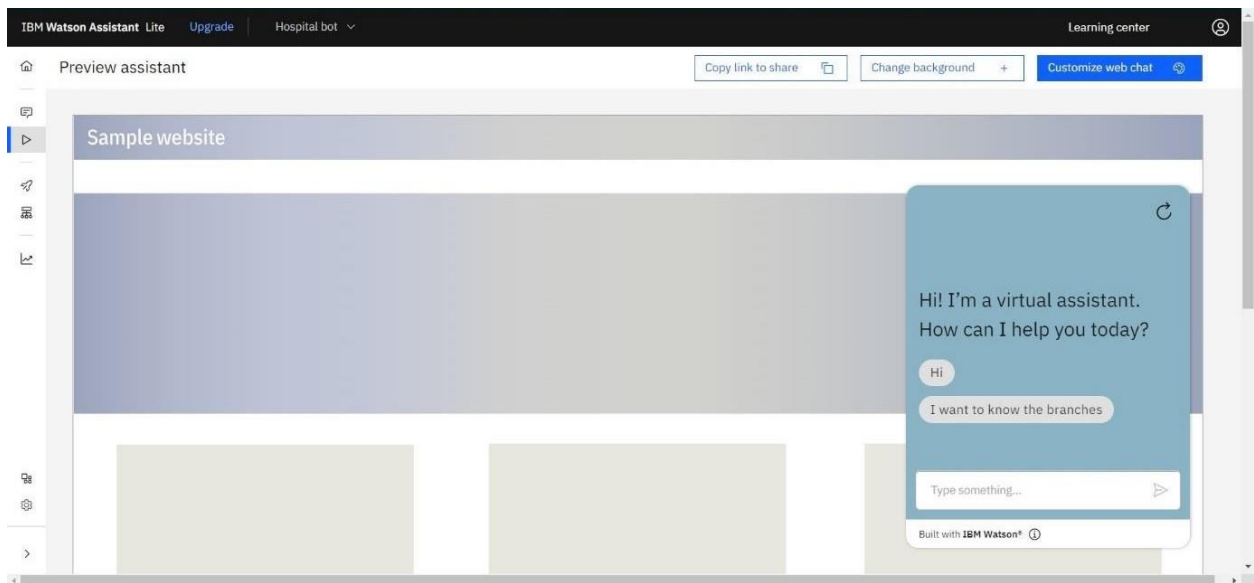 IBM Watson Assistant Lite Upgrade Hospital bot Learning center
Preview assistant Copy link to share Change background + Customize web chat
Sample website
Hi! I'm a virtual assistant.
How can I help you today?
Hi
I want to know the branches
Type something...
Built with IBM Watson®